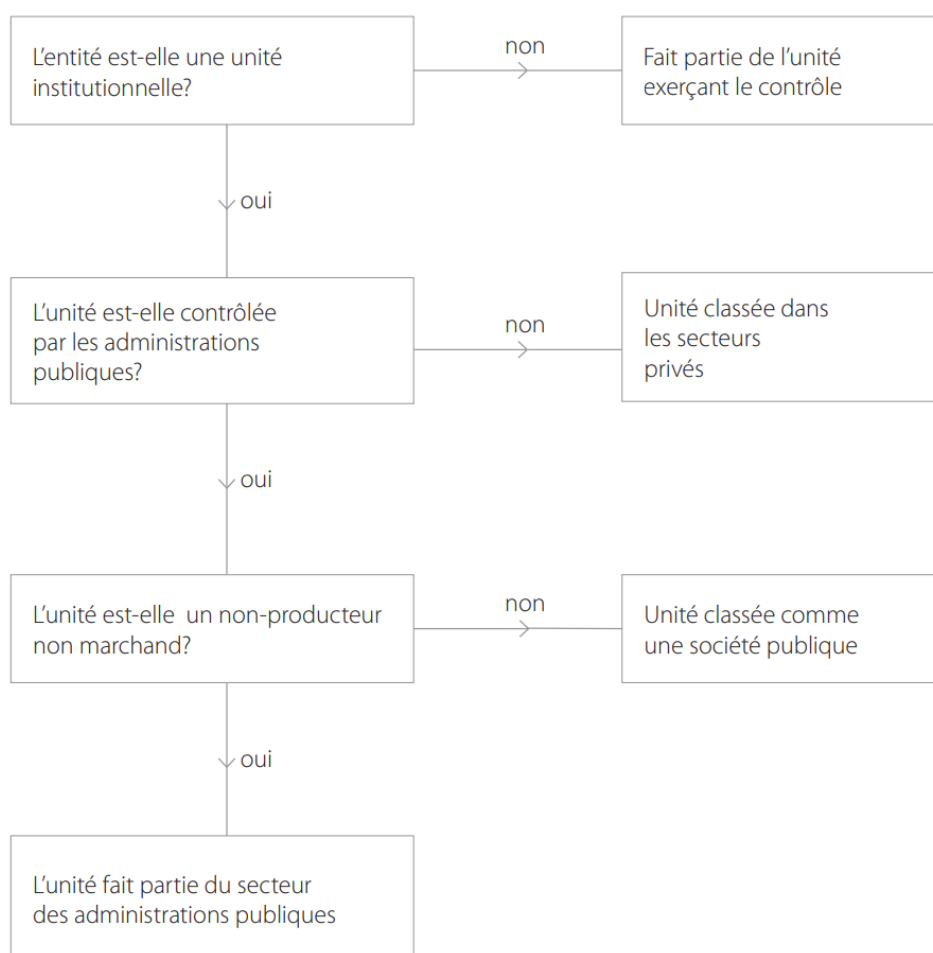 L'entité est-elle une unité
institutionnelle?
non
Fait partie de l'unité
exerçant le contrôle
oui
L'unité est-elle contrôlée
par les administrations
publiques?
non
Unité classée dans
les secteurs
privés
oui
L'unité est-elle  un non-producteur
non marchand?
non
Unité classée comme
une société publique
oui
L'unité fait partie du secteur
des administrations publiques